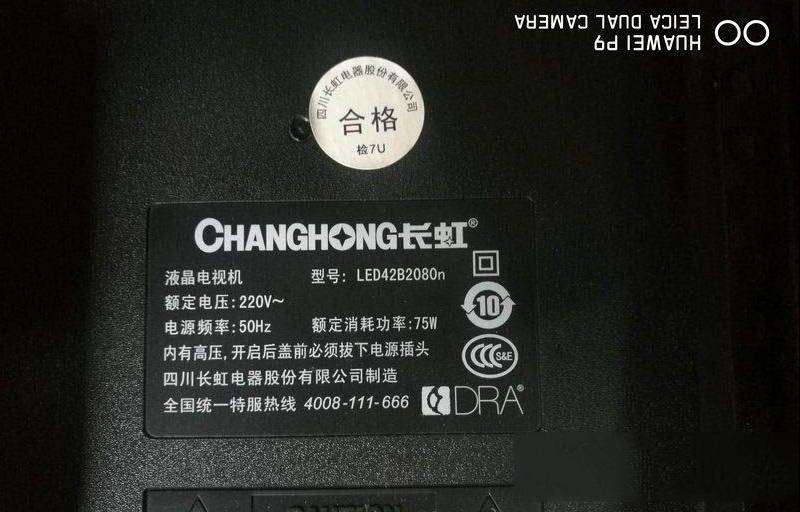 HUAWEI P9
LEICA DUAL CAMERA
四川长虹电器股份有限公司
合格
检7U
CHANGHONG长虹®
液晶电视机 型号: LED42B2080n
额定电压:220V～
电源频率:50Hz 额定消耗功率:75W
10
内有高压,开启后盖前必须拔下电源插头
CCC S&E
四川长虹电器股份有限公司制造
全国统一特服热线 4008-111-666
DRA®